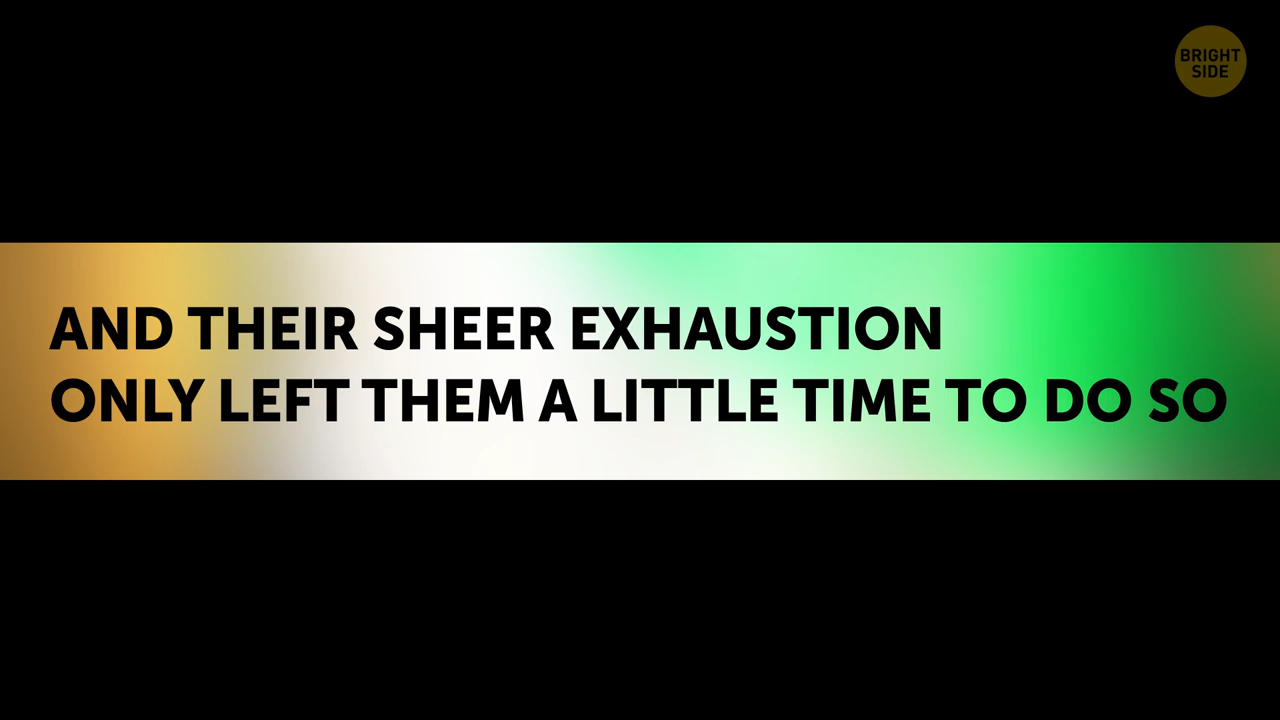 BRIGHT
SIDE
AND THEIR SHEER EXHAUSTION
ONLY LEFT THEM A LITTLE TIME TO DO SO